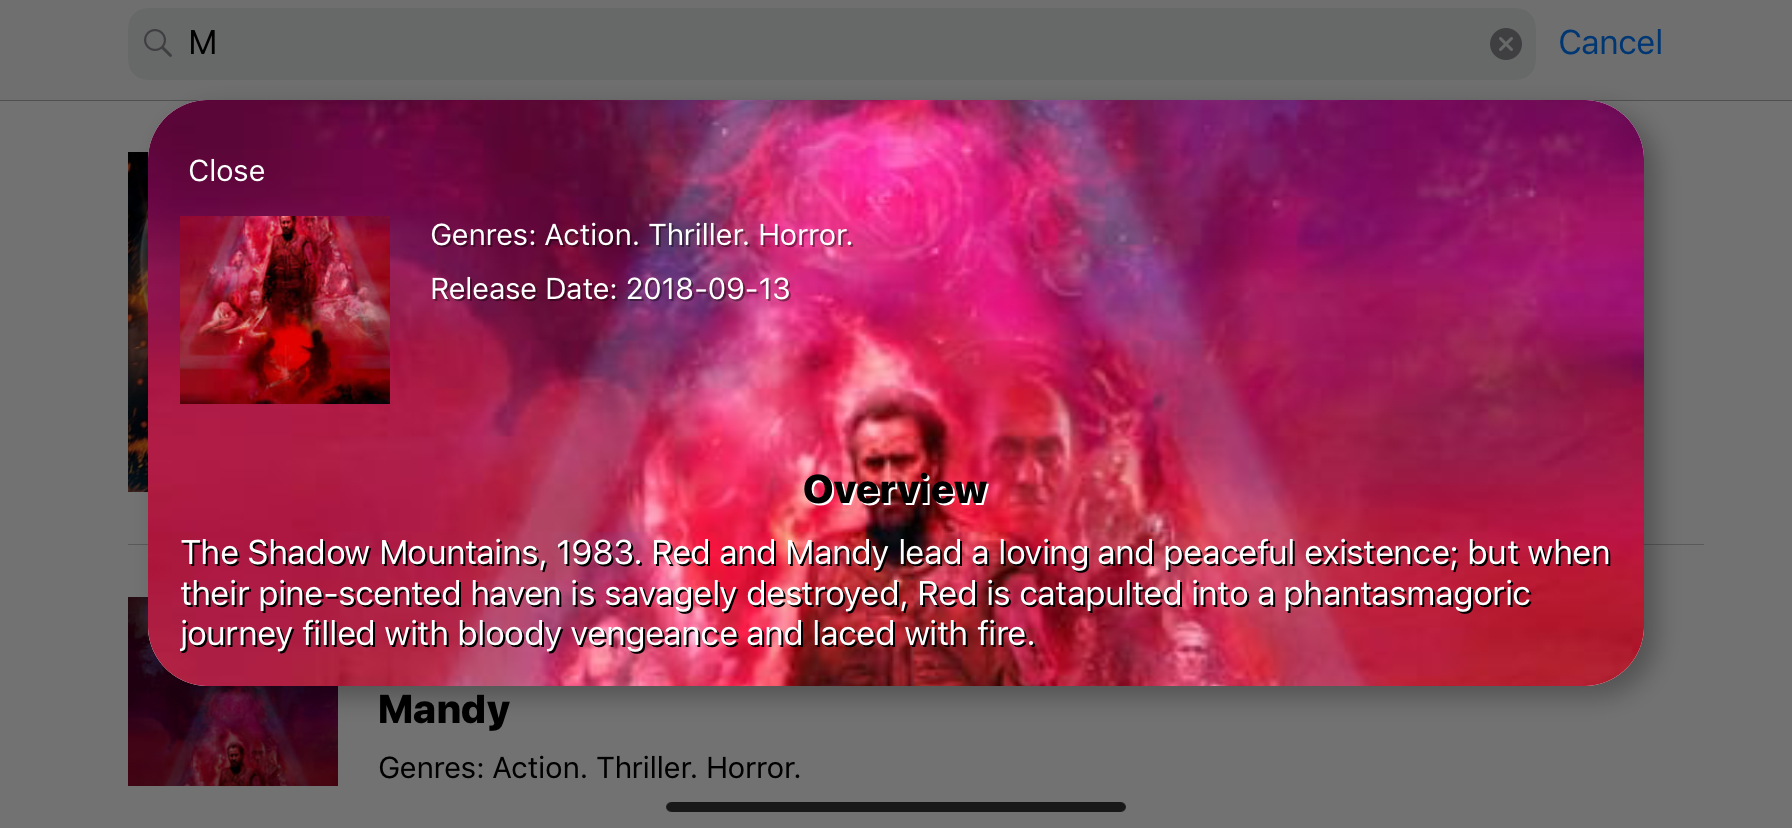 M
Cancel
Close
Genres: Action. Thriller. Horror.
Release Date: 2018-09-13
Overview
The Shadow Mountains, 1983. Red and Mandy lead a loving and peaceful existence; but when
their pine-scented haven is savagely destroyed, Red is catapulted into a phantasmagoric
journey filled with bloody vengeance and laced with fire.
Mandy
Genres: Action. Thriller. Horror.